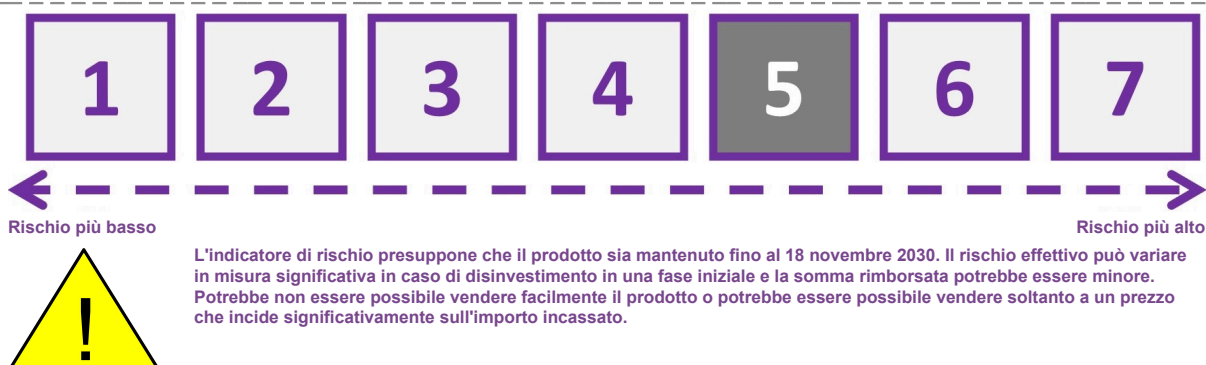 1 2 3 4 5 6 7
Rischio più basso Rischio più alto
L'indicatore di rischio presuppone che il prodotto sia mantenuto fino al 18 novembre 2030. Il rischio effettivo può variare
in misura significativa in caso di disinvestimento in una fase iniziale e la somma rimborsata potrebbe essere minore.
Potrebbe non essere possibile vendere facilmente il prodotto o potrebbe essere possibile vendere soltanto a un prezzo
che incide significativamente sull'importo incassato.
!